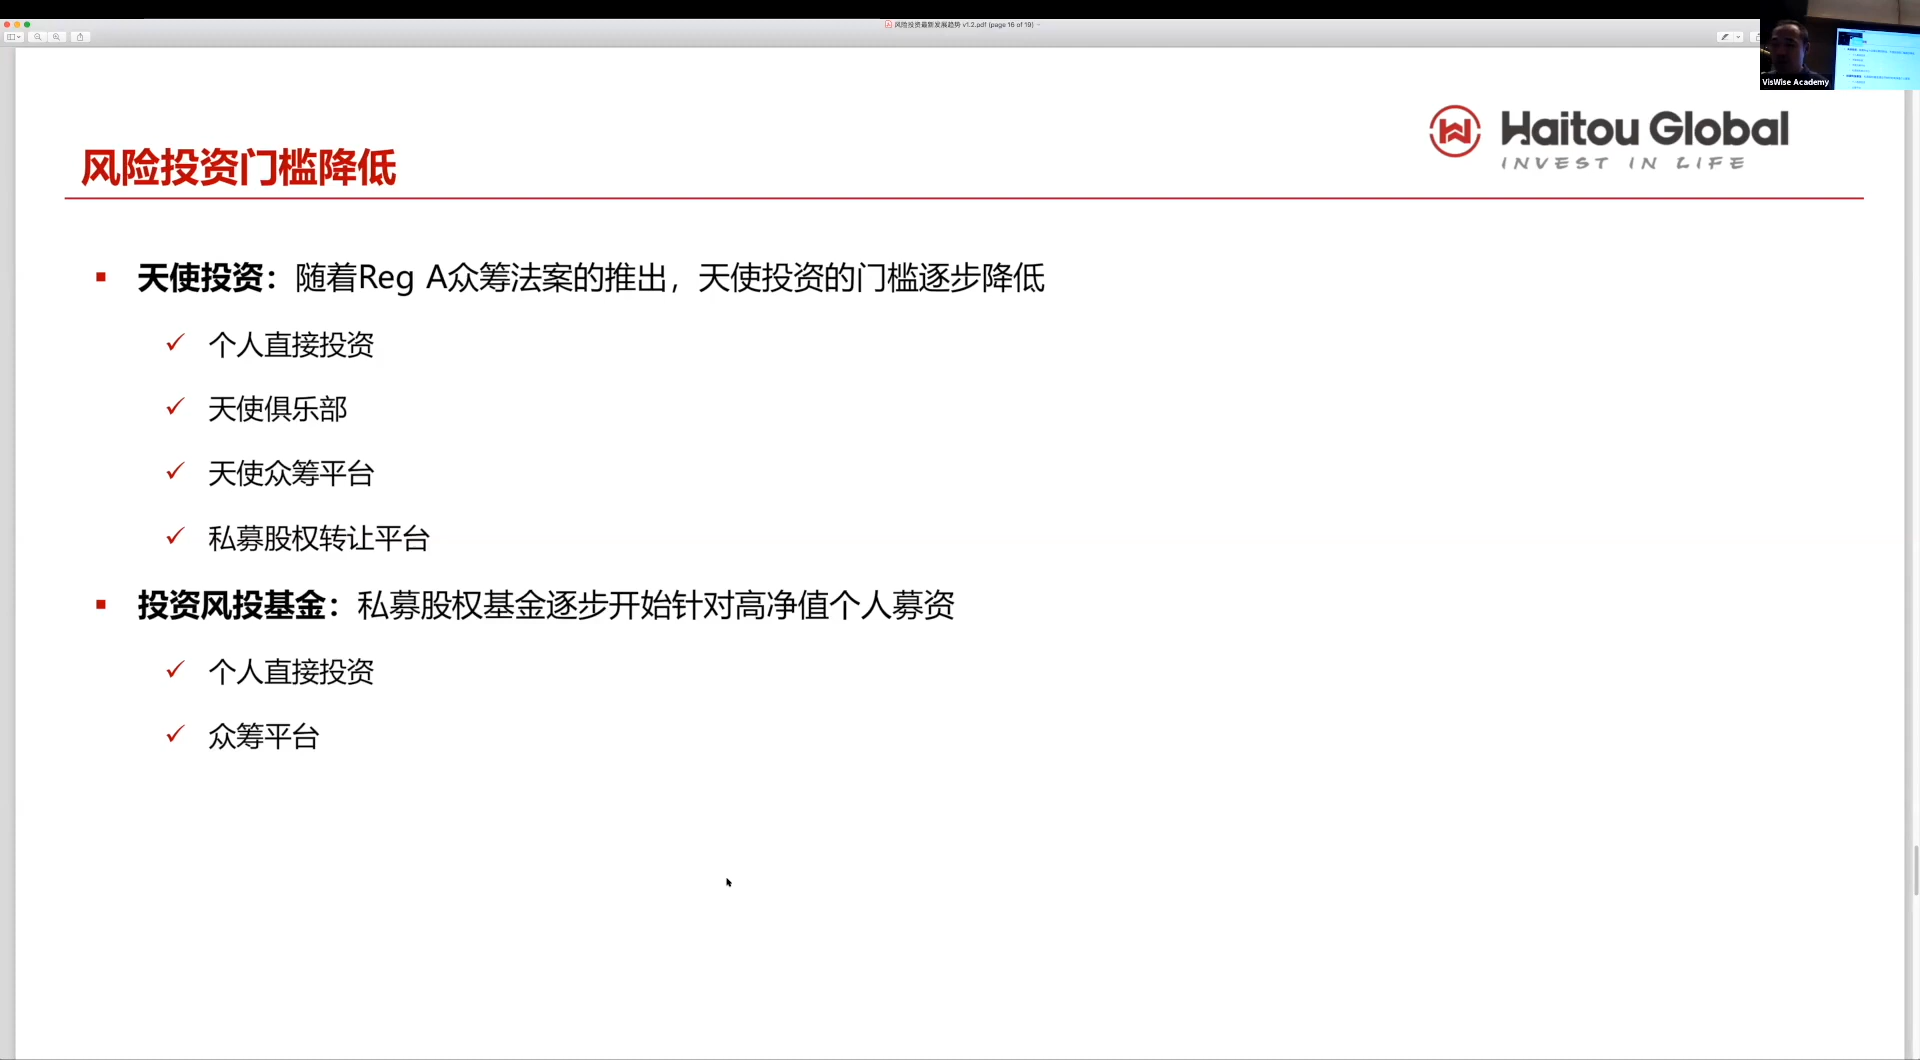 风险投资最新发展趋势 v1.2.pdf (page 16 of 19)
VisWise Academy
Haitou Global
INVEST IN LIFE
风险投资门槛降低
天使投资：随着Reg A众筹法案的推出，天使投资的门槛逐步降低
个人直接投资
天使俱乐部
天使众筹平台
私募股权转让平台
投资风投基金：私募股权基金逐步开始针对高净值个人募资
个人直接投资
众筹平台